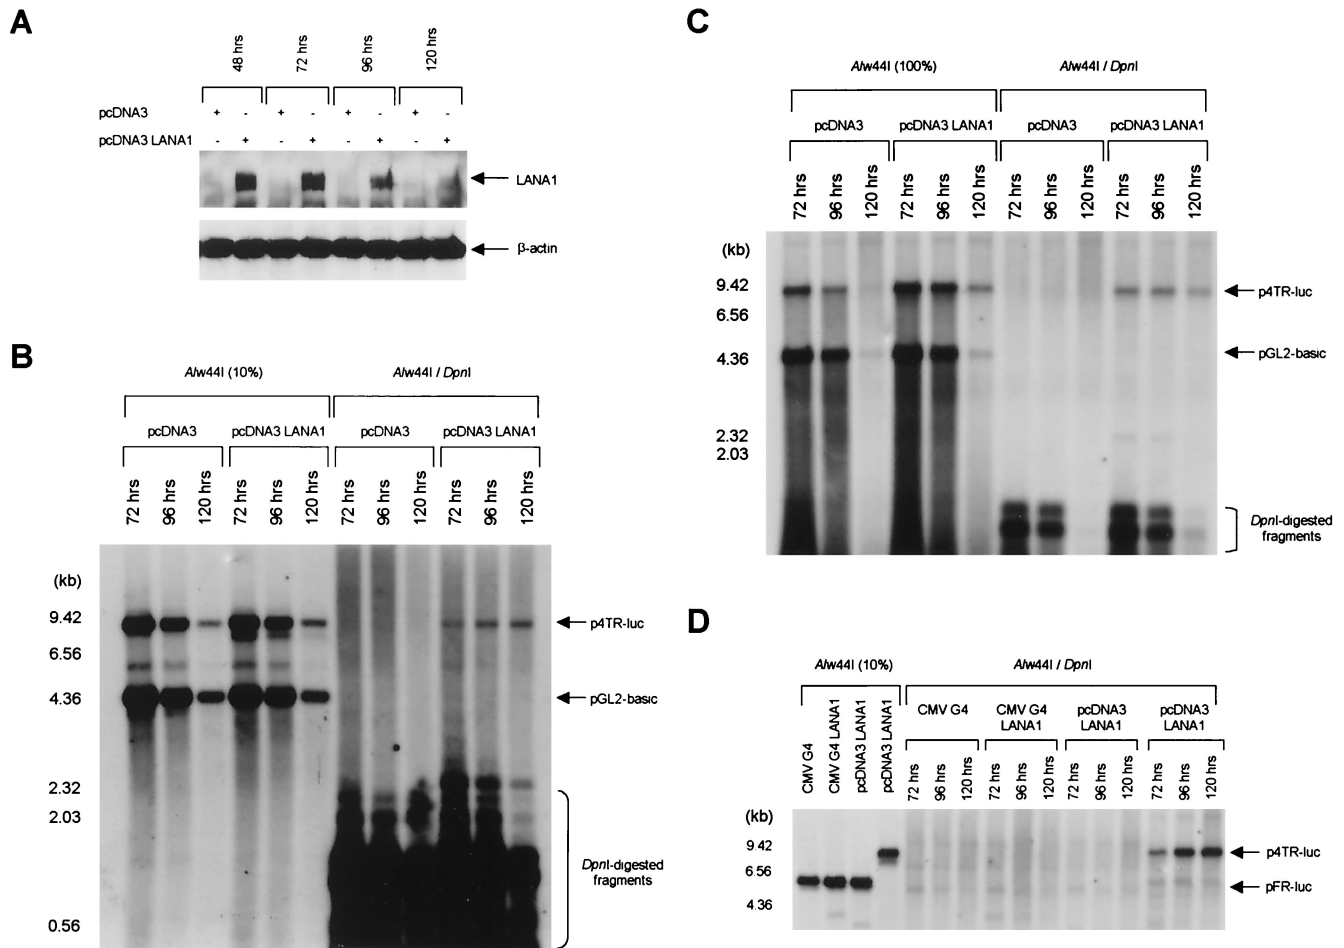 A
48 hrs
72 hrs
96 hrs
120 hrs
pcDNA3 + - + - + - + -
pcDNA3 LANA1 - + - + - + - +
LANA1
β-actin
B
Alw44I (10%)
Alw44I / DpnI
pcDNA3
pcDNA3 LANA1
pcDNA3
pcDNA3 LANA1
72 hrs
96 hrs
120 hrs
72 hrs
96 hrs
120 hrs
72 hrs
96 hrs
120 hrs
72 hrs
96 hrs
120 hrs
(kb)
9.42
6.56
4.36
2.32
2.03
0.56
p4TR-luc
pGL2-basic
DpnI-digested
fragments
C
Alw44I (100%)
Alw44I / DpnI
pcDNA3
pcDNA3 LANA1
pcDNA3
pcDNA3 LANA1
72 hrs
96 hrs
120 hrs
72 hrs
96 hrs
120 hrs
72 hrs
96 hrs
120 hrs
72 hrs
96 hrs
120 hrs
(kb)
9.42
6.56
4.36
2.32
2.03
p4TR-luc
pGL2-basic
DpnI-digested
fragments
D
Alw44I (10%)
Alw44I / DpnI
CMV G4
CMV G4 LANA1
pcDNA3 LANA1
pcDNA3 LANA1
CMV G4
CMV G4
LANA1
pcDNA3
LANA1
pcDNA3
LANA1
72 hrs
96 hrs
120 hrs
72 hrs
96 hrs
120 hrs
72 hrs
96 hrs
120 hrs
72 hrs
96 hrs
120 hrs
(kb)
9 42
6 56
4 36
p4TR-luc
pFR-luc